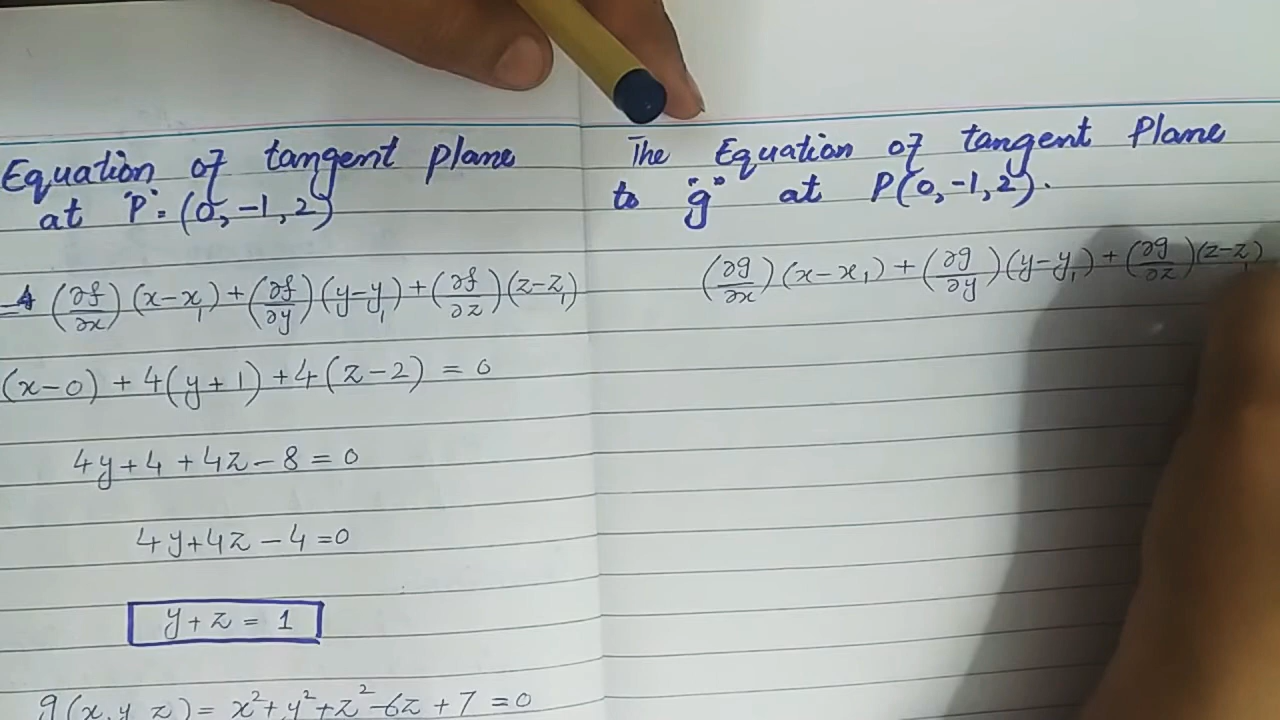 Equation of tangent plane
at "P" = (0, -1, 2)
(∂f/∂x)(x-x₁) + (∂f/∂y)(y-y₁) + (∂f/∂z)(z-z₁)
(x-0) + 4(y+1) + 4(z-2) = 0
4y+4+4z-8 = 0
4y+4z-4=0
y+z = 1
g(x,y,z) = x²+y²+z²-6z+7 = 0
The Equation of tangent Plane
to "g" at P(0, -1, 2).
(∂g/∂x)(x-x₁) + (∂g/∂y)(y-y₁) + (∂g/∂z)(z-z₁)